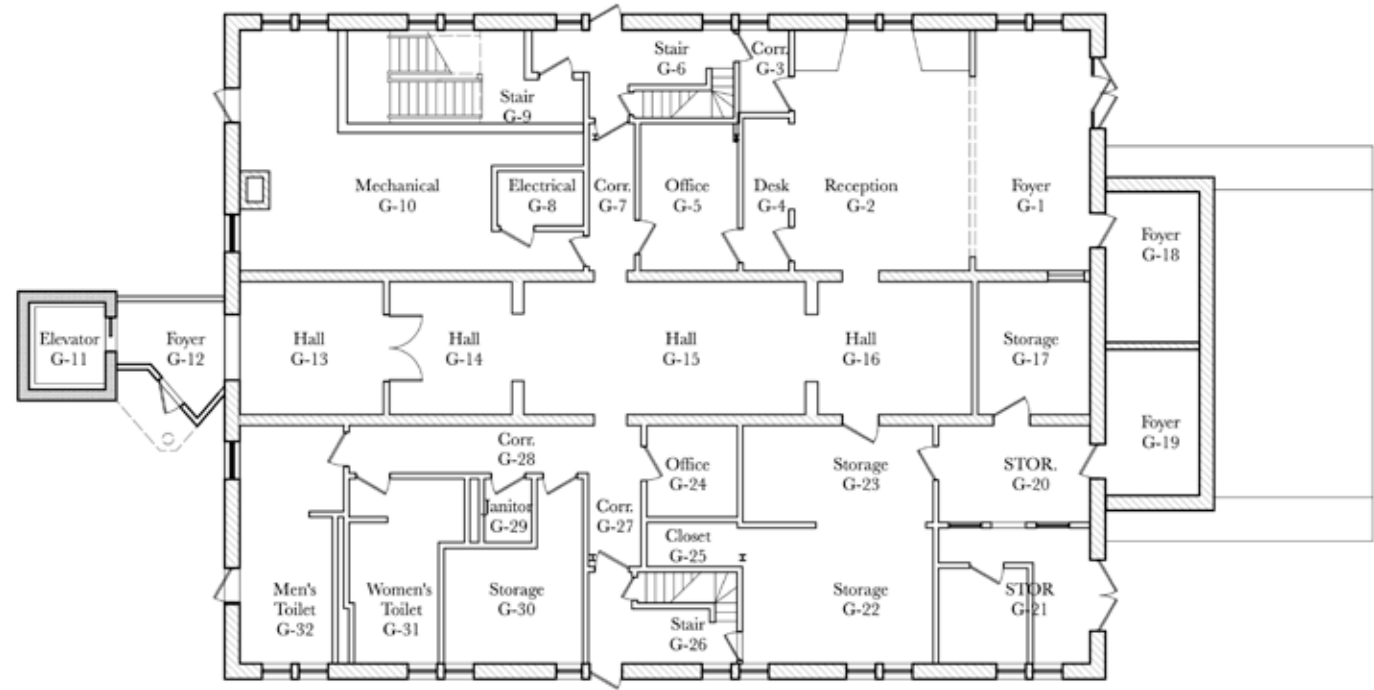 Stair
G-6
Corr.
G-3
Stair
G-9
Mechanical
G-10
Electrical
G-8
Corr.
G-7
Office
G-5
Desk
G-4
Reception
G-2
Foyer
G-1
Foyer
G-18
Elevator
G-11
Foyer
G-12
Hall
G-13
Hall
G-14
Hall
G-15
Hall
G-16
Storage
G-17
Foyer
G-19
Corr.
G-28
Office
G-24
Storage
G-23
STOR.
G-20
Janitor
G-29
Corr.
G-27
Closet
G-25
Men's
Toilet
G-32
Women's
Toilet
G-31
Storage
G-30
Stair
G-26
Storage
G-22
STOR
G-21